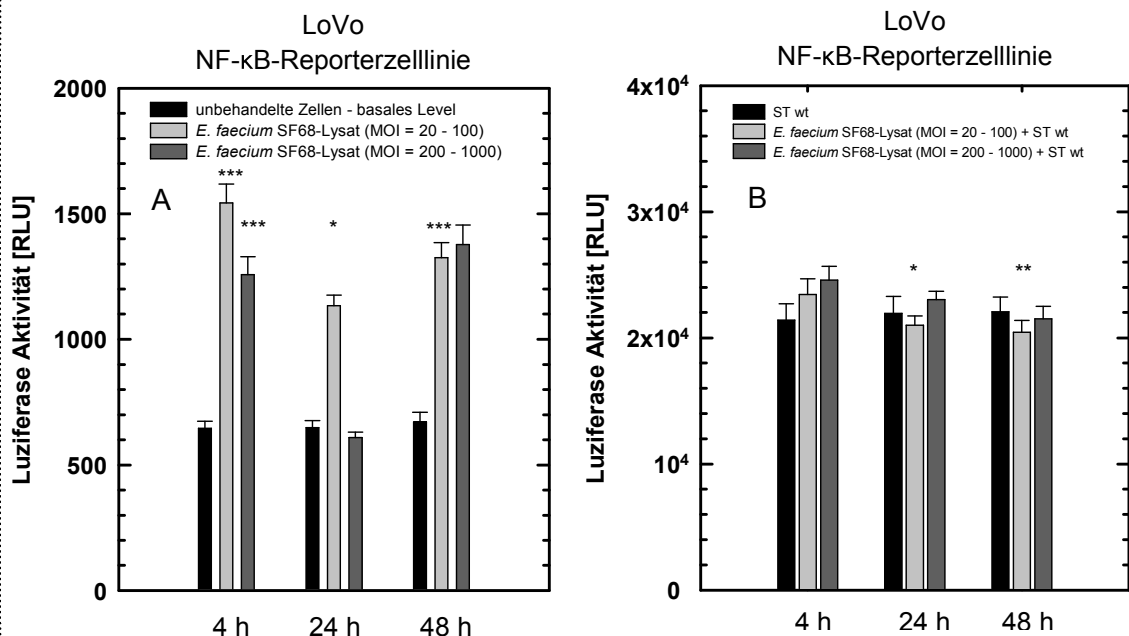 LoVo
NF-κB-Reporterzelllinie
Luziferase Aktivität [RLU]
2000
1500
1000
500
0
unbehandelte Zellen - basales Level
E. faecium SF68-Lysat (MOI = 20 - 100)
E. faecium SF68-Lysat (MOI = 200 - 1000)
A
***
***
*
***
4 h 24 h 48 h
LoVo
NF-κB-Reporterzelllinie
Luziferase Aktivität [RLU]
4x10⁴
3x10⁴
2x10⁴
10⁴
0
ST wt
E. faecium SF68-Lysat (MOI = 20 - 100) + ST wt
E. faecium SF68-Lysat (MOI = 200 - 1000) + ST wt
B
*
**
4 h 24 h 48 h